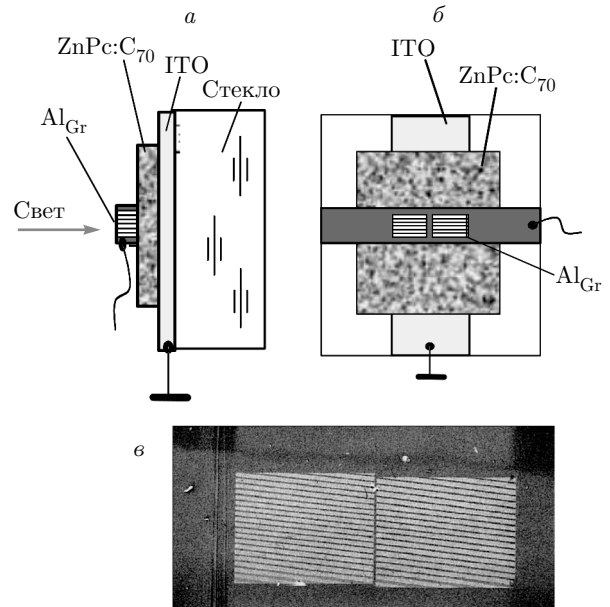 а
ZnPc:C₇₀
ITO
Стекло
Al_Gr
Свет
б
ITO
ZnPc:C₇₀
Al_Gr
в